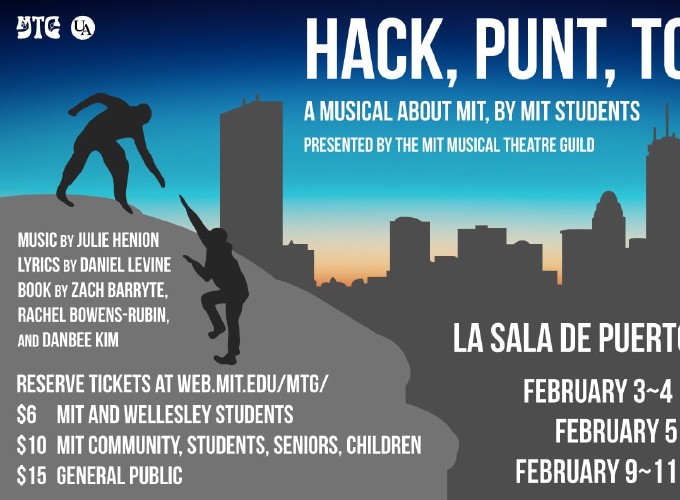 MTG UA
HACK, PUNT, TO
A MUSICAL ABOUT MIT, BY MIT STUDENTS
PRESENTED BY THE MIT MUSICAL THEATRE GUILD
MUSIC BY JULIE HENION
LYRICS BY DANIEL LEVINE
BOOK BY ZACH BARRYTE,
RACHEL BOWENS-RUBIN,
AND DANBEE KIM
RESERVE TICKETS AT WEB.MIT.EDU/MTG/
$6 MIT AND WELLESLEY STUDENTS
$10 MIT COMMUNITY, STUDENTS, SENIORS, CHILDREN
$15 GENERAL PUBLIC
LA SALA DE PUERTO
FEBRUARY 3~4
FEBRUARY 5
FEBRUARY 9~11